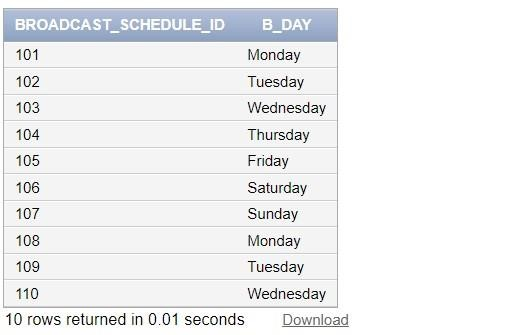 BROADCAST_SCHEDULE_ID B_DAY
101 Monday
102 Tuesday
103 Wednesday
104 Thursday
105 Friday
106 Saturday
107 Sunday
108 Monday
109 Tuesday
110 Wednesday
10 rows returned in 0.01 seconds Download